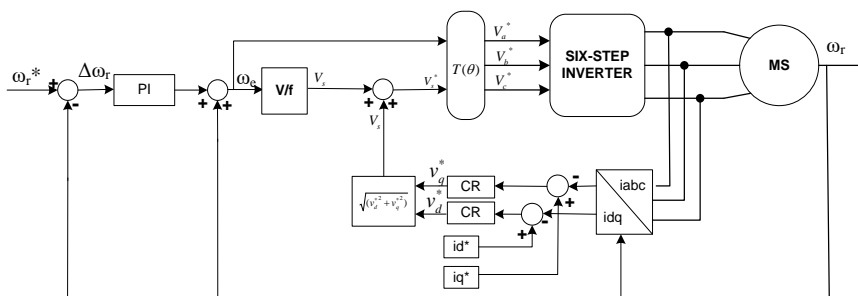 ωr*
+
-
Δωr
PI
+
+
ωe
V/f
Vs
+
+
Vs*
Vs
T(θ)
Va*
Vb*
Vc*
SIX-STEP
INVERTER
MS
ωr
√(vd*2+vq*2)
vq*
vd*
CR
CR
-
+
-
+
iabc
idq
id*
iq*